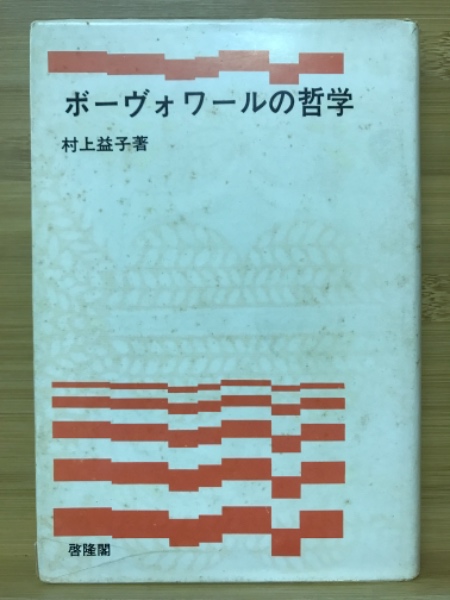 ボーヴォワールの哲学
村上益子著
啓隆閣